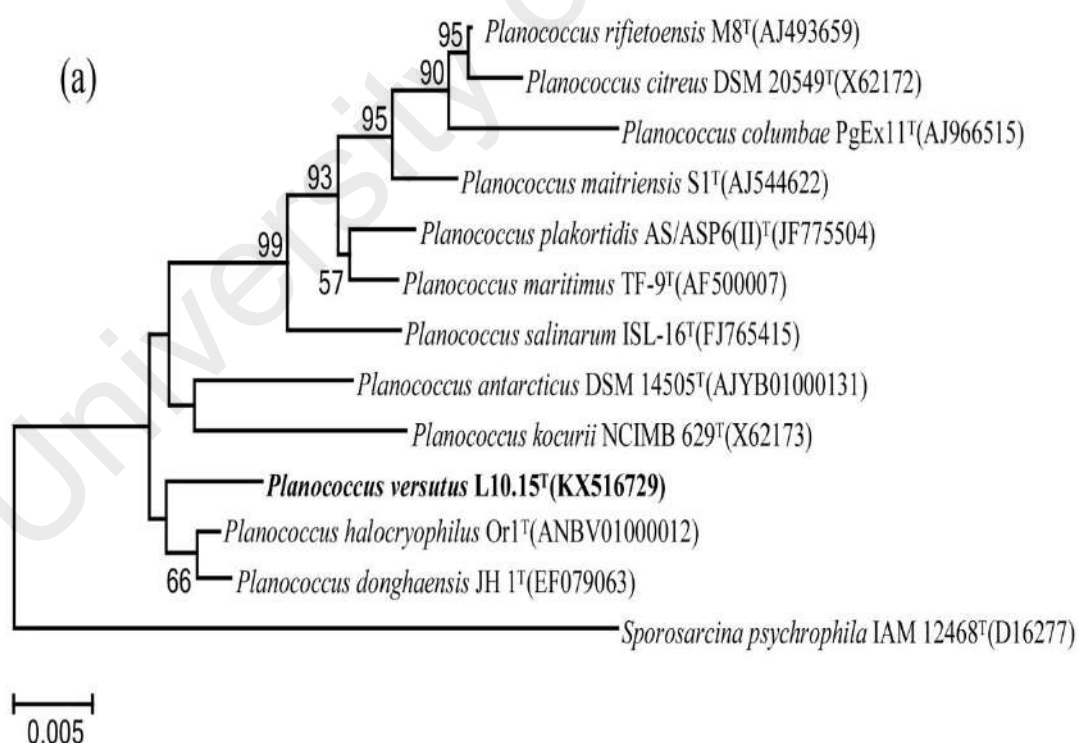 (a)
95
Planococcus rifietoensis M8ᵀ(AJ493659)
90
Planococcus citreus DSM 20549ᵀ(X62172)
95
Planococcus columbae PgEx11ᵀ(AJ966515)
93
Planococcus maitriensis S1ᵀ(AJ544622)
Planococcus plakortidis AS/ASP6(II)ᵀ(JF775504)
99
57
Planococcus maritimus TF-9ᵀ(AF500007)
Planococcus salinarum ISL-16ᵀ(FJ765415)
Planococcus antarcticus DSM 14505ᵀ(AJYB01000131)
Planococcus kocurii NCIMB 629ᵀ(X62173)
Planococcus versutus L10.15ᵀ(KX516729)
Planococcus halocryophilus Or1ᵀ(ANBV01000012)
66
Planococcus donghaensis JH 1ᵀ(EF079063)
Sporosarcina psychrophila IAM 12468ᵀ(D16277)
0.005
University